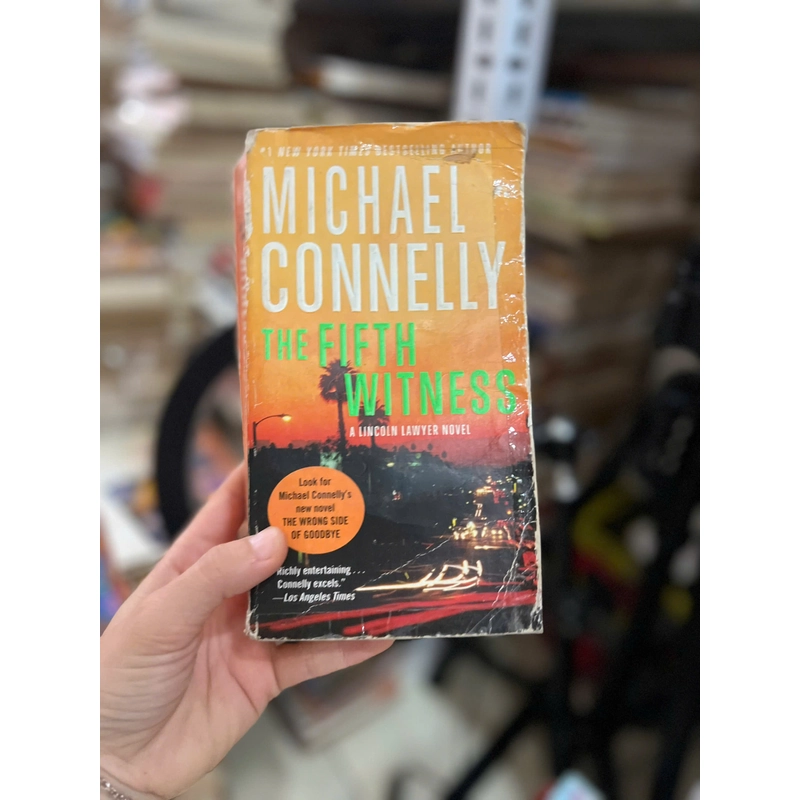 #1 NEW YORK TIMES BESTSELLING AUTHOR
MICHAEL
CONNELLY
THE FIFTH
WITNESS
A LINCOLN LAWYER NOVEL
Look for
Michael Connelly's
new novel
THE WRONG SIDE
OF GOODBYE
Richly entertaining . . .
Connelly excels."
—Los Angeles Times